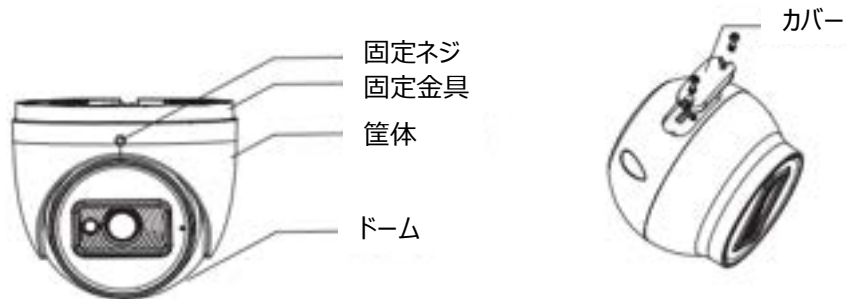 カバー
固定ネジ
固定金具
筐体
ドーム